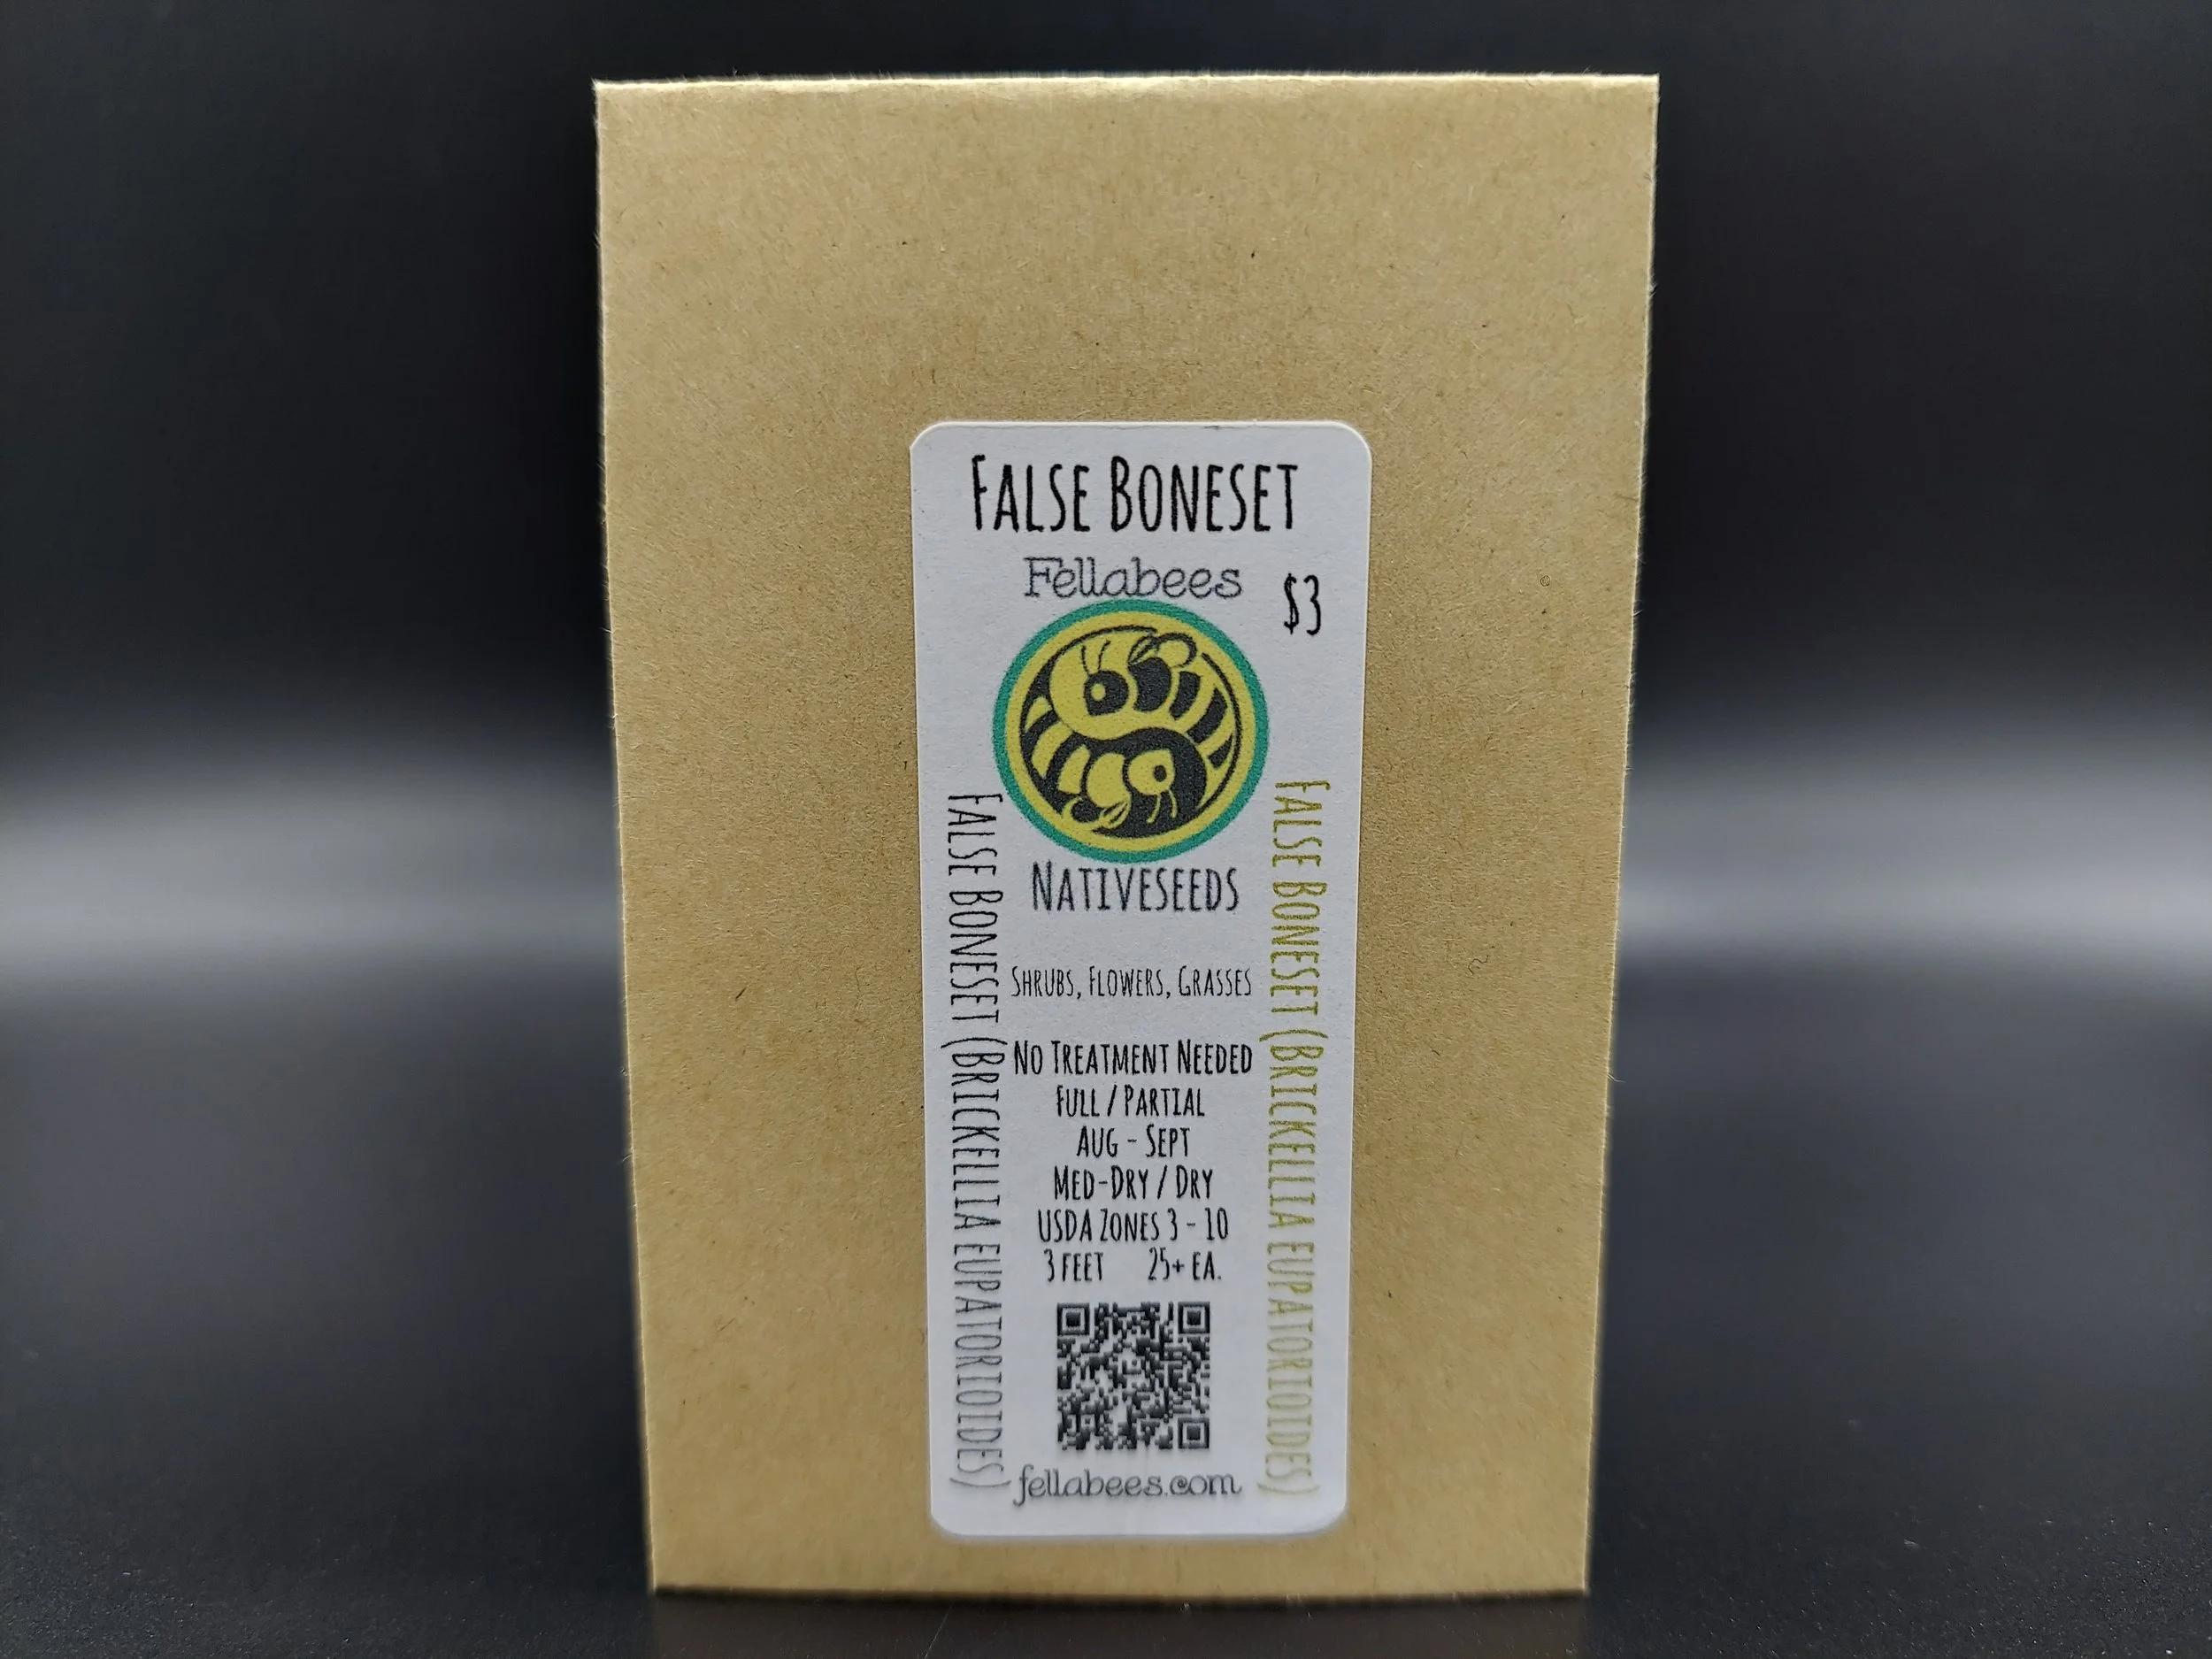 False Boneset
Fellabees
$3
Nativeseeds
Shrubs, Flowers, Grasses
No Treatment Needed
Full / Partial
Aug - Sept
Med-Dry / Dry
USDA Zones 3 - 10
3 feet 25+ ea.
fellabees.com
False Boneset (Brickellia eupatorioides)
False Boneset (Brickellia eupatorioides)